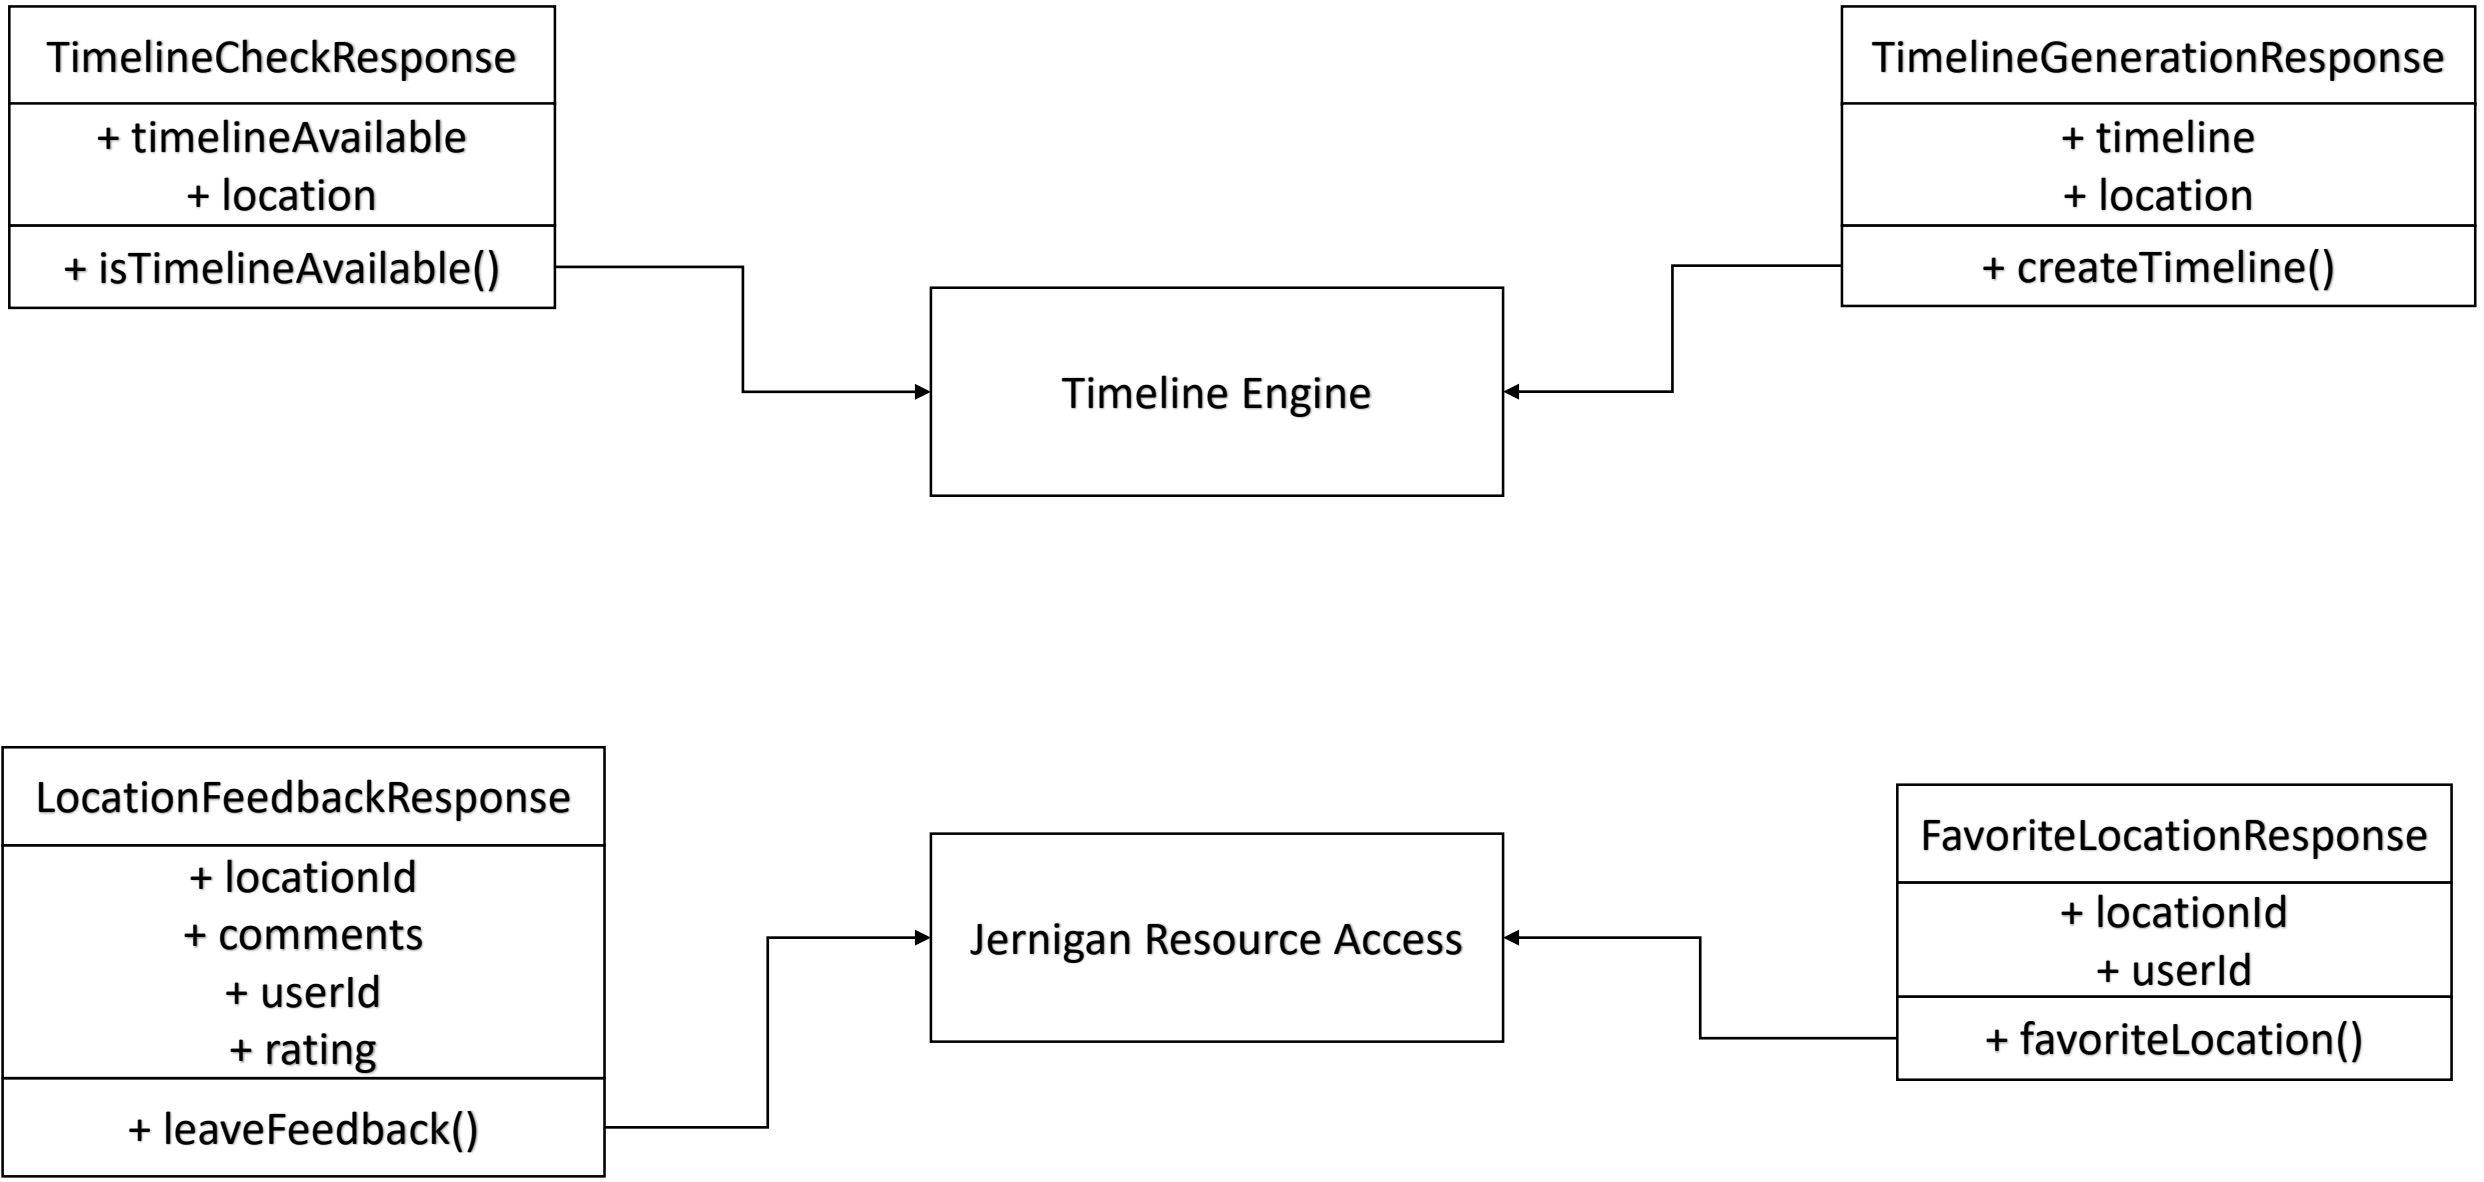 TimelineCheckResponse
+ timelineAvailable
+ location
+ isTimelineAvailable()
TimelineGenerationResponse
+ timeline
+ location
+ createTimeline()
Timeline Engine
LocationFeedbackResponse
+ locationId
+ comments
+ userId
+ rating
+ leaveFeedback()
Jernigan Resource Access
FavoriteLocationResponse
+ locationId
+ userId
+ favoriteLocation()